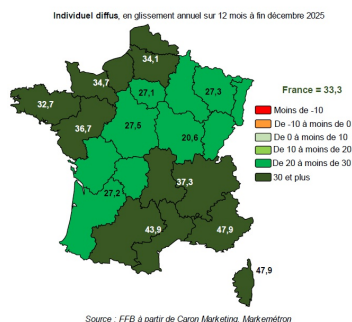 Individuel diffus, en glissement annuel sur 12 mois à fin décembre 2025
34,1
34,7
27,1
27,3
France = 33,3
32,7
Moins de -10
36,7
27,5
De -10 à moins de 0
De 0 à moins de 10
20,6
De 10 à moins de 20
De 20 à moins de 30
30 et plus
27,2
37,3
43,9
47,9
47,9
Source : FFB à partir de Caron Marketing, Markemétron